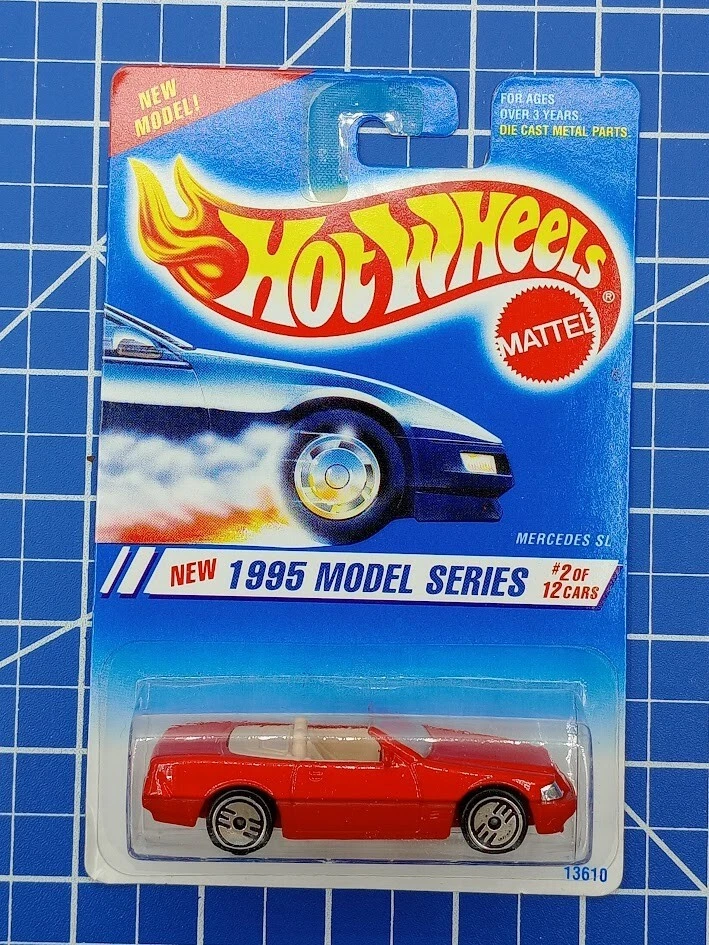 NEW
MODEL!
FOR AGES
OVER 3 YEARS.
DIE CAST METAL PARTS.
HOT WHEELS®
MATTEL
MERCEDES SL
NEW 1995 MODEL SERIES
#2 OF
12 CARS
13610